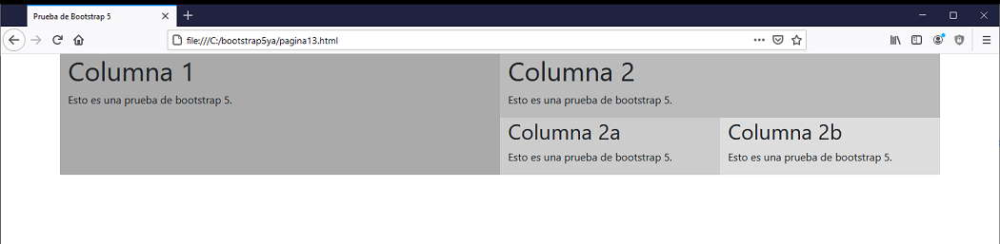 Prueba de Bootstrap 5
file:///C:/bootstrap5ya/pagina13.html
Columna 1
Esto es una prueba de bootstrap 5.
Columna 2
Esto es una prueba de bootstrap 5.
Columna 2a
Esto es una prueba de bootstrap 5.
Columna 2b
Esto es una prueba de bootstrap 5.